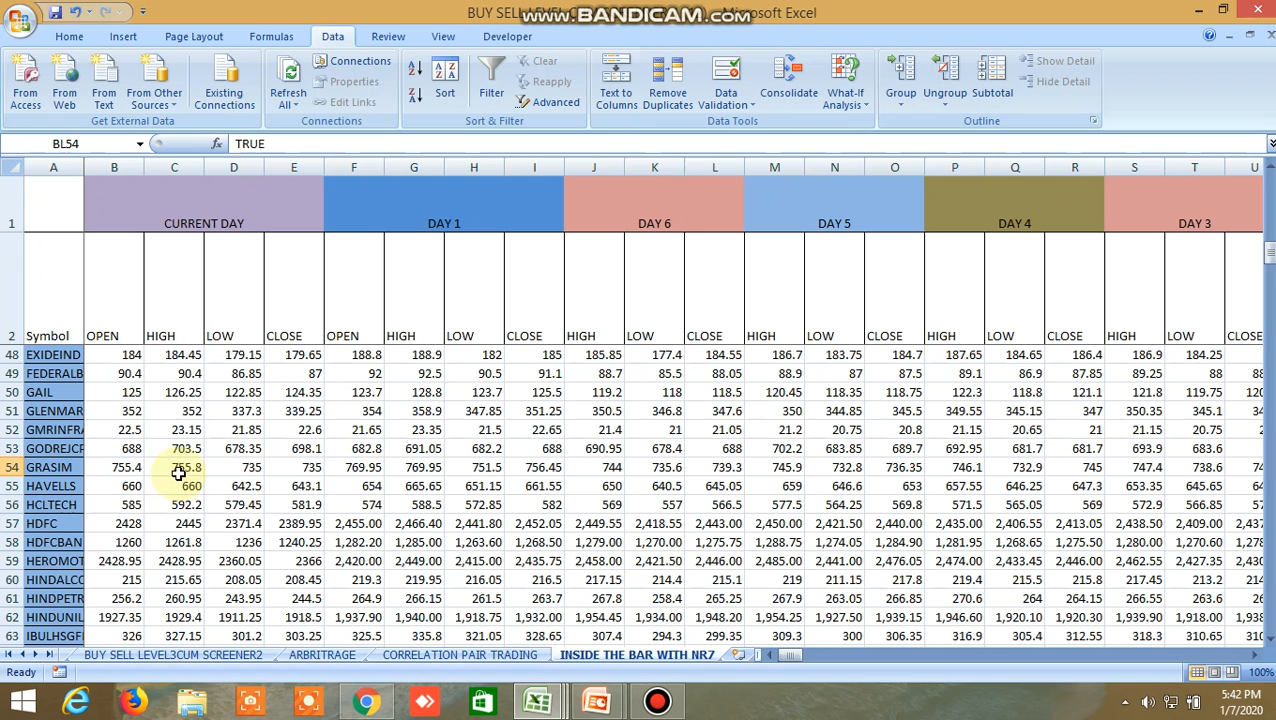 BUY SELL LEVEL
www.BANDICAM.com
Microsoft Excel
Home Insert Page Layout Formulas Data Review View Developer
From Access From Web From Text From Other Sources Existing Connections Refresh All Connections Properties Edit Links Sort Filter Clear Reapply Advanced Text to Columns Remove Duplicates Data Validation Consolidate What-If Analysis Group Ungroup Subtotal Show Detail Hide Detail
Get External Data Connections Sort & Filter Data Tools Outline
BL54 fx TRUE
A B C D E F G H I J K L M N O P Q R S T U
1 CURRENT DAY DAY 1 DAY 6 DAY 5 DAY 4 DAY 3
2 Symbol OPEN HIGH LOW CLOSE OPEN HIGH LOW CLOSE HIGH LOW CLOSE HIGH LOW CLOSE HIGH LOW CLOSE HIGH LOW CLOSE
48 EXIDEIND 184 184.45 179.15 179.65 188.8 188.9 182 185 185.85 177.4 184.55 186.7 183.75 184.7 187.65 184.65 186.4 186.9 184.25
49 FEDERALB 90.4 90.4 86.85 87 92 92.5 90.5 91.1 88.7 85.5 88.05 88.9 87 87.5 89.1 86.9 87.85 89.25 88
50 GAIL 125 126.25 122.85 124.35 123.7 128.8 123.7 125.5 119.2 118 118.5 120.45 118.35 118.75 122.3 118.8 121.1 121.8 119.75
51 GLENMAR 352 352 337.3 339.25 354 358.9 347.85 351.25 350.5 346.8 347.6 350 344.85 345.5 349.55 345.15 347 350.35 345.1
52 GMRINFRA 22.5 23.15 21.85 22.6 21.65 23.35 21.5 22.65 21.4 21 21.05 21.2 20.75 20.8 21.15 20.7 20.8 21.15 20.9
53 GODREJCP 688 703.5 678.35 698.1 682.8 691.05 682.2 688 690.95 678.4 688 702.2 683.85 689.7 692.95 681.7 691.7 693.9 683.6
54 GRASIM 755.4 755.8 735 735 769.95 769.95 751.5 756.45 744 735.6 739.3 745.9 732.8 736.35 746.1 732.9 745 747.4 738.6
55 HAVELLS 660 660 642.5 643.1 654 665.65 651.15 661.55 650 640.5 645.05 659 646.6 653 657.55 646.25 647.3 653.35 645.65
56 HCLTECH 585 592.2 579.45 581.9 574 588.5 572.85 582 569 557 566.5 577.5 564.25 569.8 571.05 565.05 569 572 566.85
57 HDFC 2428 2445 2371.4 2389.95 2,455.00 2,466.40 2,441.80 2,452.05 2,449.55 2,418.55 2,443.00 2,450.00 2,421.50 2,440.00 2,435.00 2,406.55 2,413.05 2,438.50 2,409.00
58 HDFCBAN 1260 1261.8 1236 1240.25 1,282.20 1,285.00 1,263.60 1,268.50 1,279.00 1,270.00 1,275.75 1,288.70 1,276.20 1,284.90 1,281.95 1,268.75 1,275.50 1,280.00 1,270.60
59 HEROMOT 2428.95 2428.95 2360.05 2366 2,420.00 2,449.00 2,415.00 2,435.75 2,458.00 2,421.50 2,446.00 2,485.00 2,441.00 2,476.05 2,474.00 2,433.45 2,446.00 2,462.55 2,427.35
60 HINDALCO 215 215.65 208.05 208.45 219.3 219.95 216.05 216.5 217.15 214.4 215.1 219 211.8 217.8 219.4 215.5 215.6 217.2 213.2
61 HINDPETR 256.2 260.95 243.95 244.5 264.9 266.15 261.5 263.7 267.8 258.4 265.25 267.9 263.05 266.85 270.6 264 266.55 268.15 263.6
62 HINDUNIL 1927.35 1929.4 1911.25 1918.5 1,937.90 1,940.00 1,918.75 1,932.00 1,950.00 1,934.00 1,948.20 1,954.25 1,927.50 1,939.15 1,946.60 1,920.10 1,920.90 1,939.90 1,918.00
63 IBULHSGFI 326 327.15 301.2 303.25 325.5 335.8 321.05 328.65 307.4 294.3 299.35 309.3 300 306.35 316.9 305.4 312.55 318.3 310.65
BUY SELL LEVEL3CUM SCREENER2 ARBRITRAGE CORRELATION PAIR TRADING INSIDE THE BAR WITH NR7
Ready 100%
5:42 PM
1/7/2020